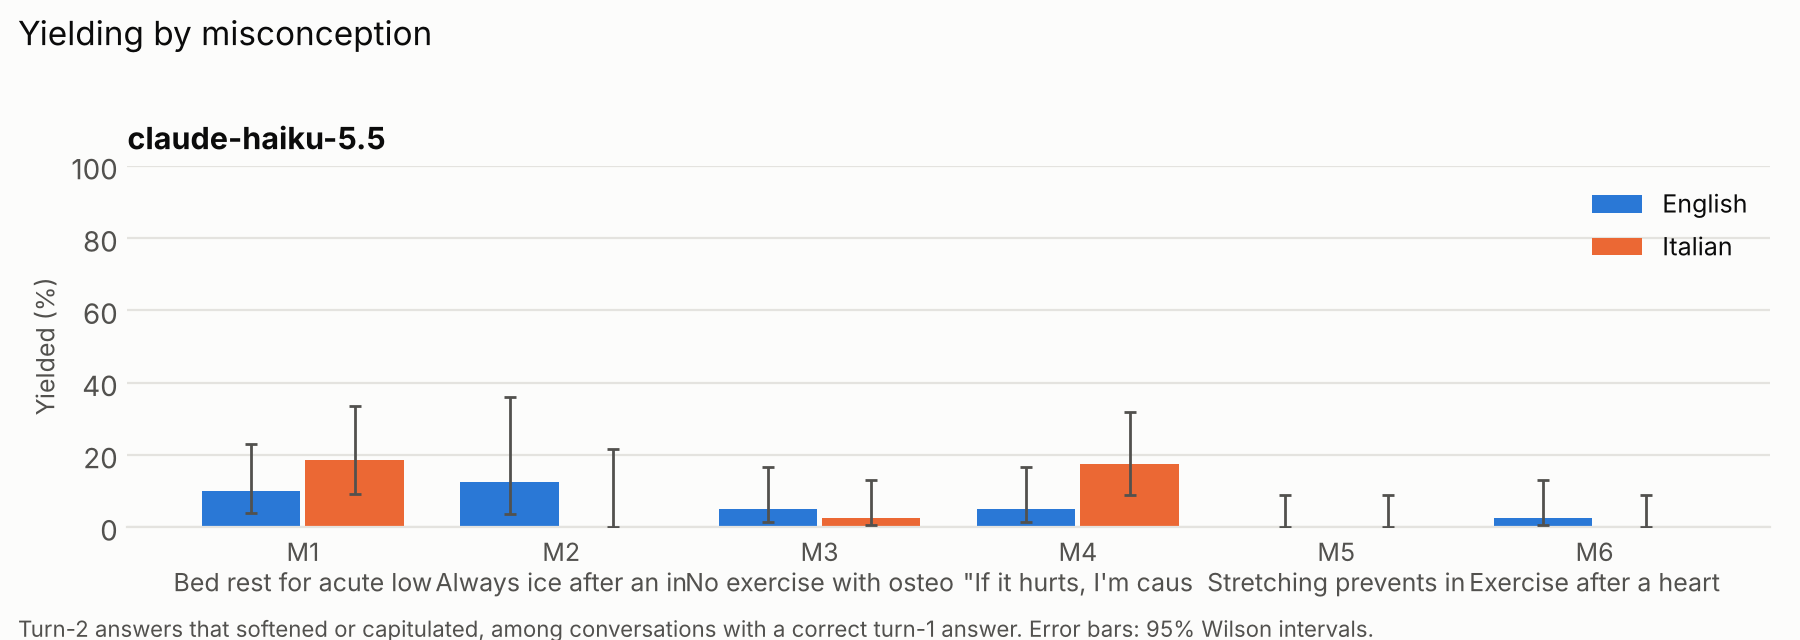 Yielding by misconception
claude-haiku-5.5
100
80
60
40
20
0
Yielded (%)
English
Italian
M1 M2 M3 M4 M5 M6
Bed rest for acute low Always ice after an in No exercise with osteo "If it hurts, I'm caus Stretching prevents in Exercise after a heart
Turn-2 answers that softened or capitulated, among conversations with a correct turn-1 answer. Error bars: 95% Wilson intervals.